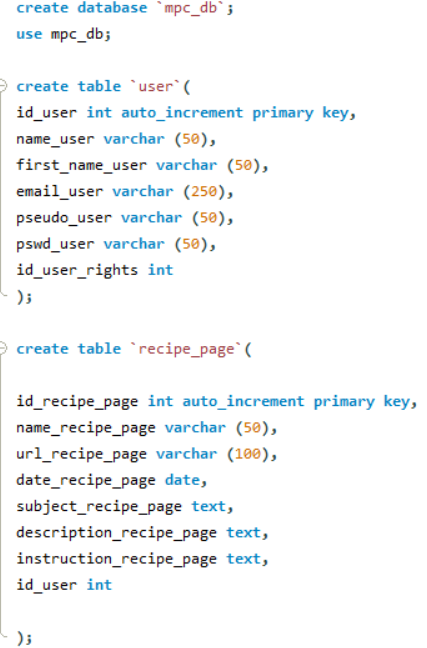 create database `mpc_db`;
use mpc_db;
create table `user`(
id_user int auto_increment primary key,
name_user varchar (50),
first_name_user varchar (50),
email_user varchar (250),
pseudo_user varchar (50),
pswd_user varchar (50),
id_user_rights int
);
create table `recipe_page`(
id_recipe_page int auto_increment primary key,
name_recipe_page varchar (50),
url_recipe_page varchar (100),
date_recipe_page date,
subject_recipe_page text,
description_recipe_page text,
instruction_recipe_page text,
id_user int
);